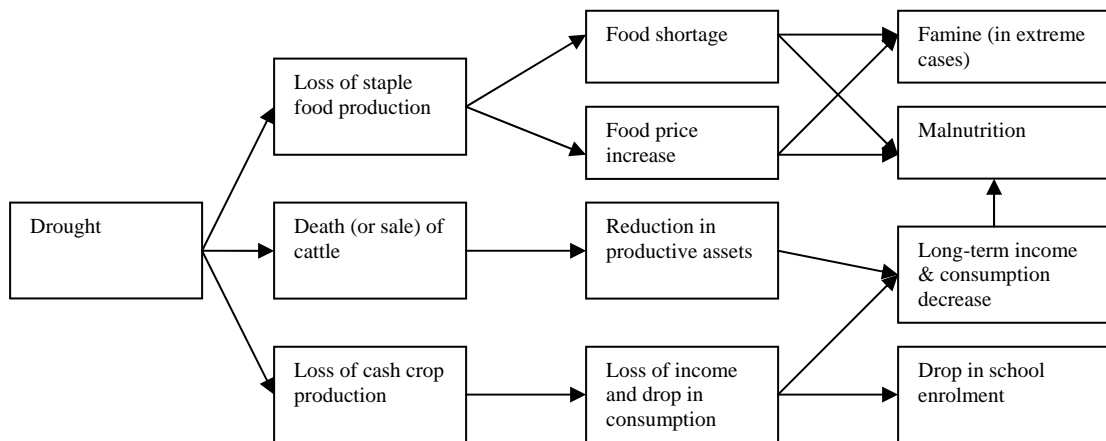 Drought
Loss of staple
food production
Death (or sale) of
cattle
Loss of cash crop
production
Food shortage
Food price
increase
Reduction in
productive assets
Loss of income
and drop in
consumption
Famine (in extreme
cases)
Malnutrition
Long-term income
& consumption
decrease
Drop in school
enrolment